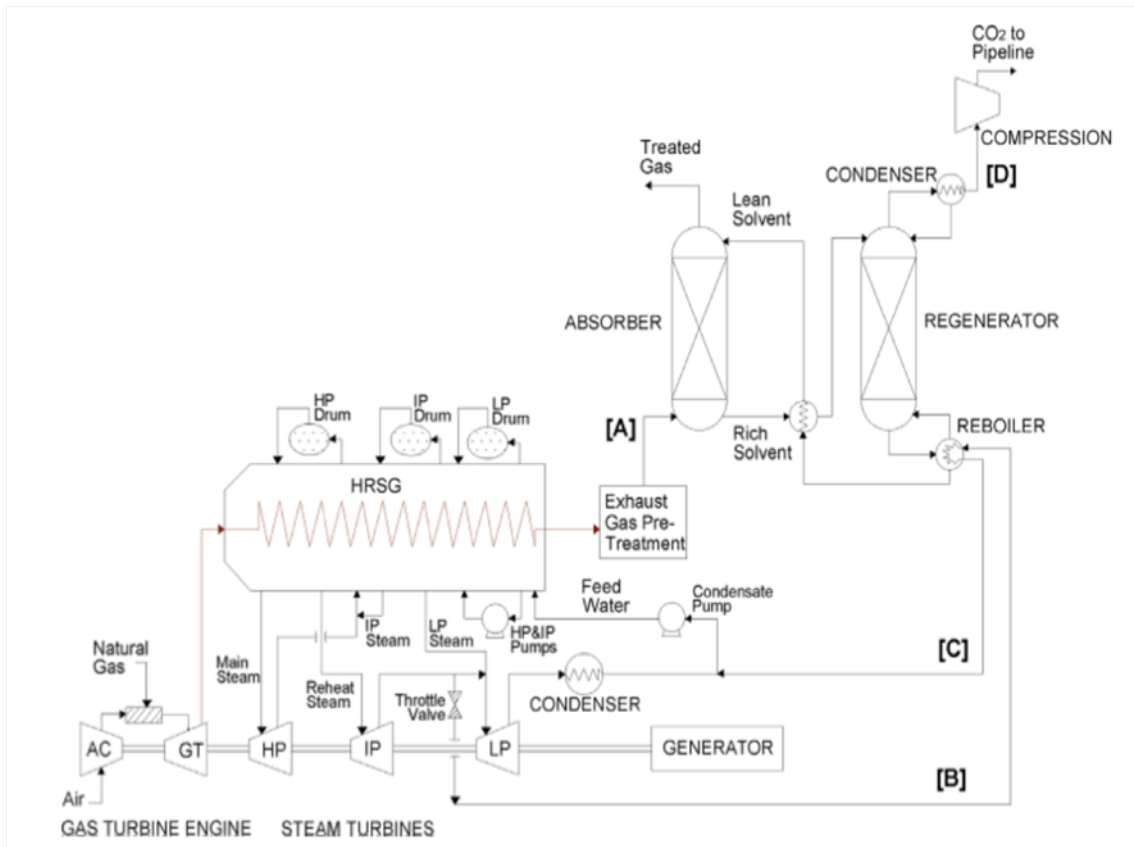 CO2 to
Pipeline
COMPRESSION
Treated
Gas
CONDENSER
[D]
Lean
Solvent
ABSORBER
REGENERATOR
HP
Drum
IP
Drum
LP
Drum
[A]
Rich
Solvent
REBOILER
HRSG
Exhaust
Gas Pre-
Treatment
Feed
Water
Condensate
Pump
IP
Steam
LP
Steam
HP&IP
Pumps
Natural
Gas
Main
Steam
Reheat
Steam
Throttle
Valve
CONDENSER
[C]
AC
GT
HP
IP
LP
GENERATOR
[B]
Air
GAS TURBINE ENGINE
STEAM TURBINES